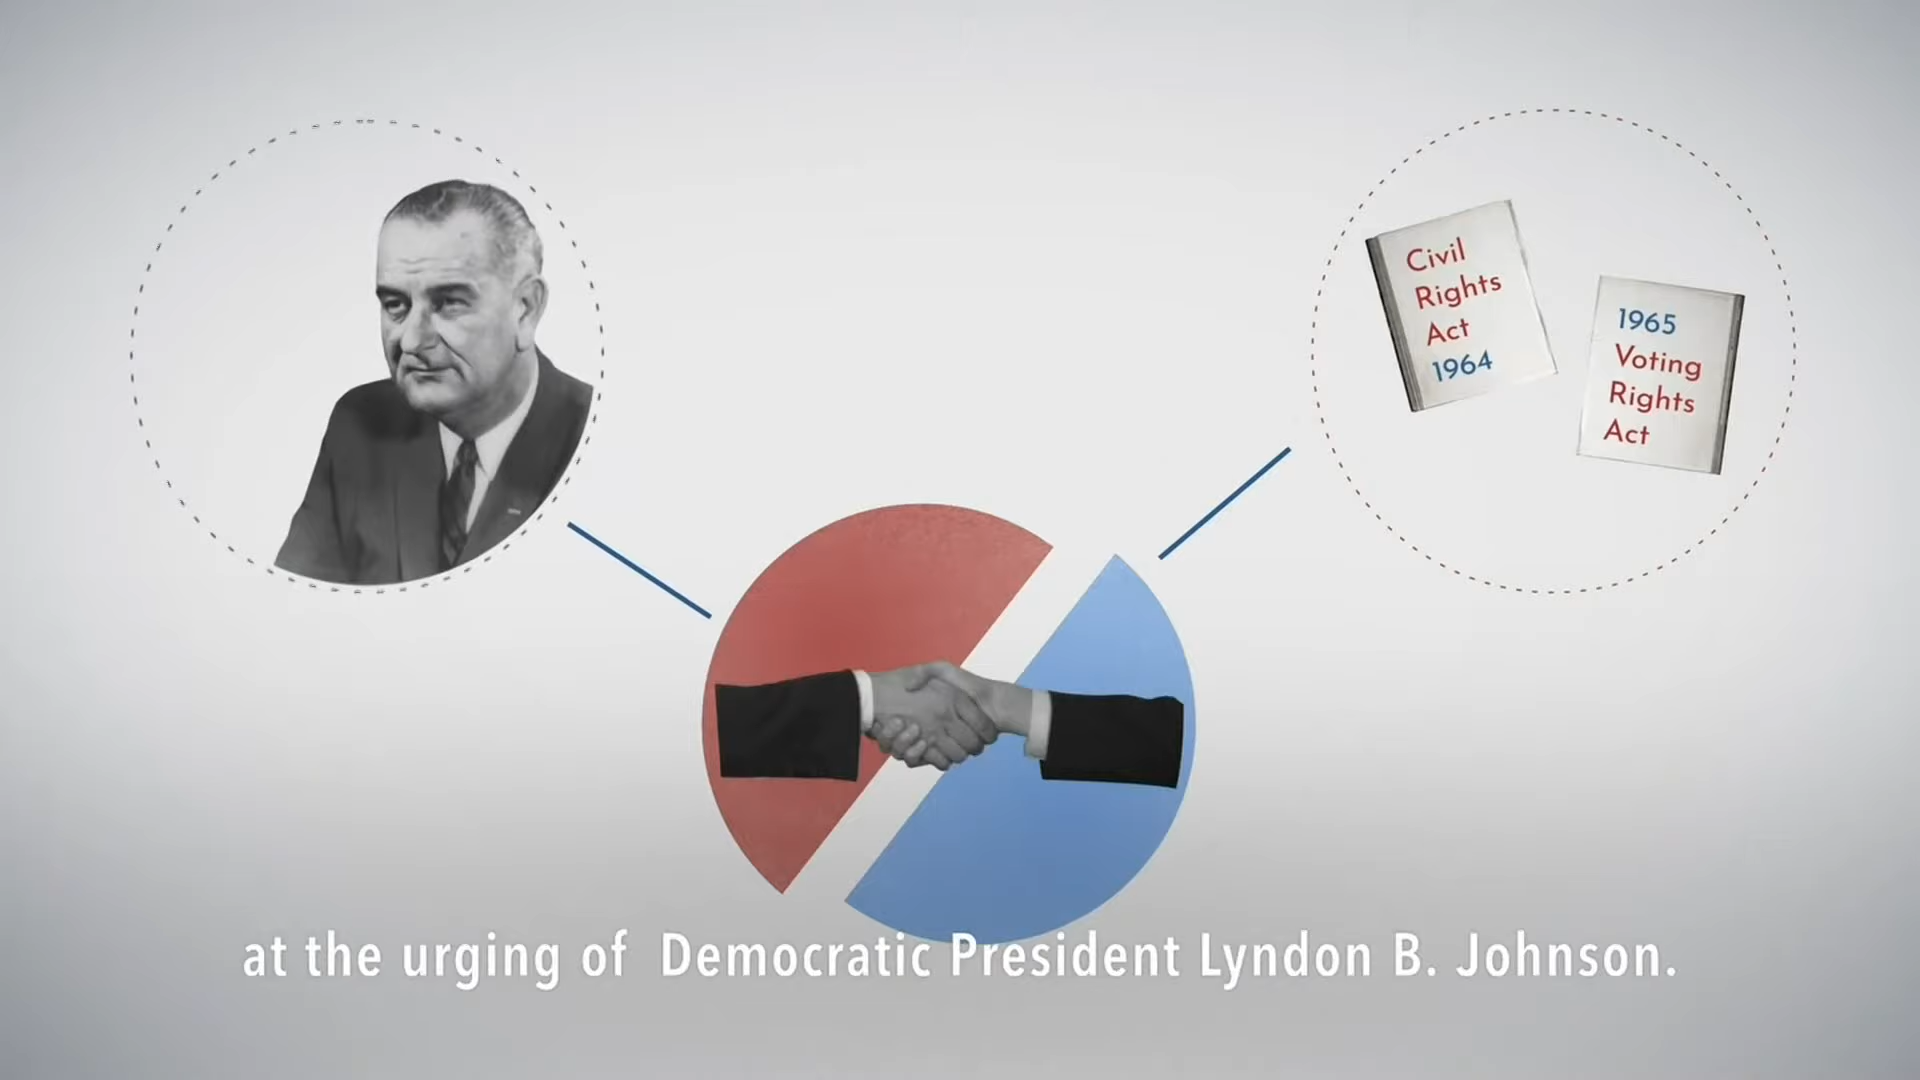 Civil
Rights
Act
1964
1965
Voting
Rights
Act
at the urging of Democratic President Lyndon B. Johnson.